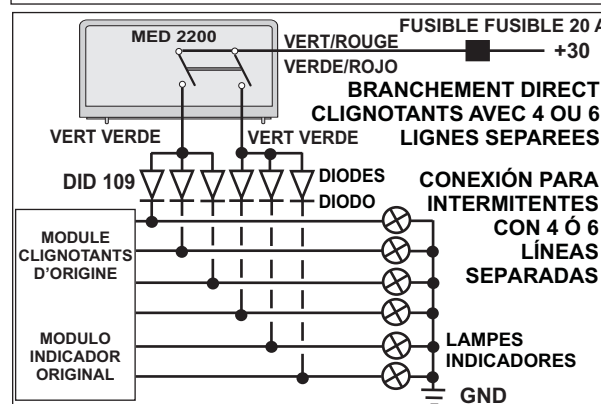 MED 2200
FUSIBLE FUSIBLE 20 A
VERT/ROUGE
+30
VERDE/ROJO
BRANCHEMENT DIRECT
CLIGNOTANTS AVEC 4 OU 6
LIGNES SEPAREES
VERT VERDE
VERT VERDE
DID 109
DIODES
DIODO
CONEXIÓN PARA
INTERMITENTES
CON 4 Ó 6
LÍNEAS
SEPARADAS
MODULE
CLIGNOTANTS
D'ORIGINE
MODULO
INDICADOR
ORIGINAL
LAMPES
INDICADORES
GND